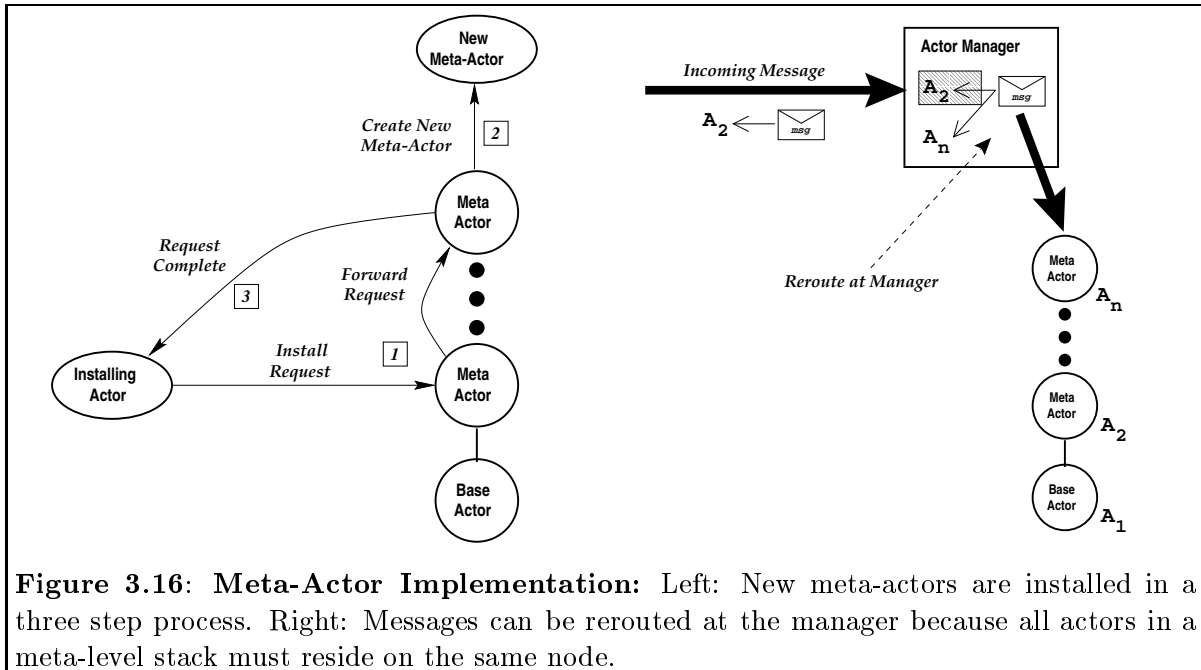 New
Meta-Actor
Create New
Meta-Actor
2
Meta
Actor
Request
Complete
3
Forward
Request
Installing
Actor
Install
Request
1
Meta
Actor
Base
Actor
Incoming Message
A2
msg
Actor Manager
A2
msg
An
Reroute at Manager
Meta
Actor
An
Meta
Actor
A2
Base
Actor
A1
Figure 3.16: Meta-Actor Implementation: Left: New meta-actors are installed in a
three step process. Right: Messages can be rerouted at the manager because all actors in a
meta-level stack must reside on the same node.